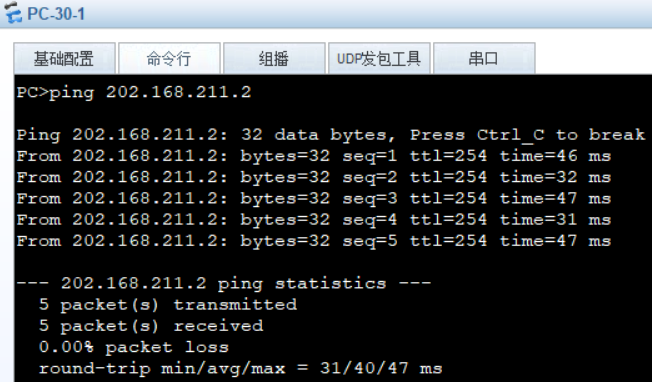 PC-30-1
基础配置 命令行 组播 UDP发包工具 串口
PC>ping 202.168.211.2
Ping 202.168.211.2: 32 data bytes, Press Ctrl_C to break
From 202.168.211.2: bytes=32 seq=1 ttl=254 time=46 ms
From 202.168.211.2: bytes=32 seq=2 ttl=254 time=32 ms
From 202.168.211.2: bytes=32 seq=3 ttl=254 time=47 ms
From 202.168.211.2: bytes=32 seq=4 ttl=254 time=31 ms
From 202.168.211.2: bytes=32 seq=5 ttl=254 time=47 ms
--- 202.168.211.2 ping statistics ---
5 packet(s) transmitted
5 packet(s) received
0.00% packet loss
round-trip min/avg/max = 31/40/47 ms